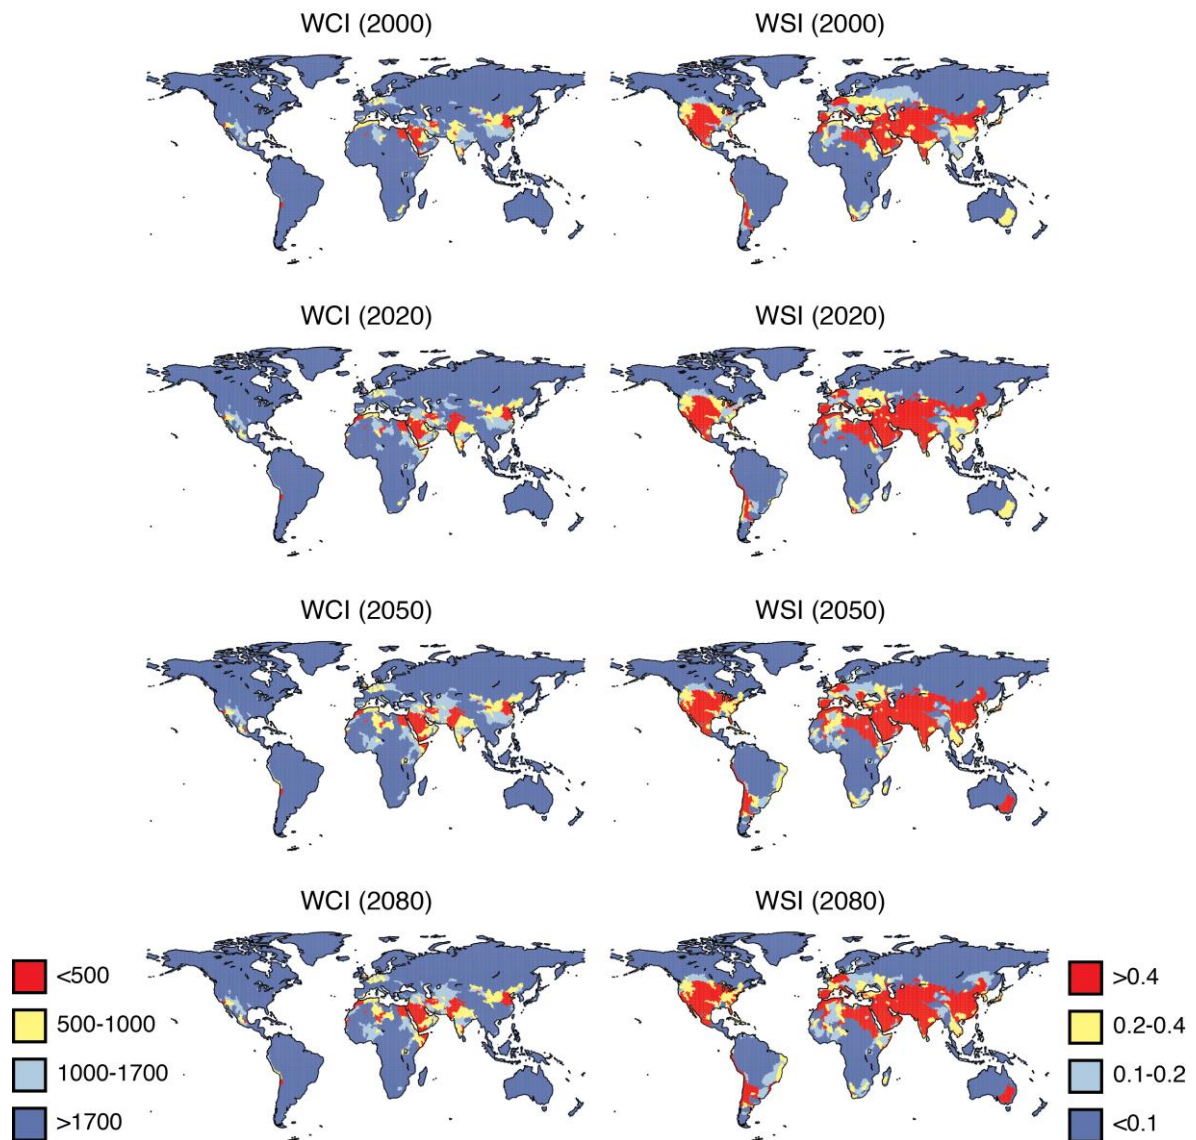 WCI (2000)
WSI (2000)
WCI (2020)
WSI (2020)
WCI (2050)
WSI (2050)
WCI (2080)
WSI (2080)
<500
500-1000
1000-1700
>1700
>0.4
0.2-0.4
0.1-0.2
<0.1